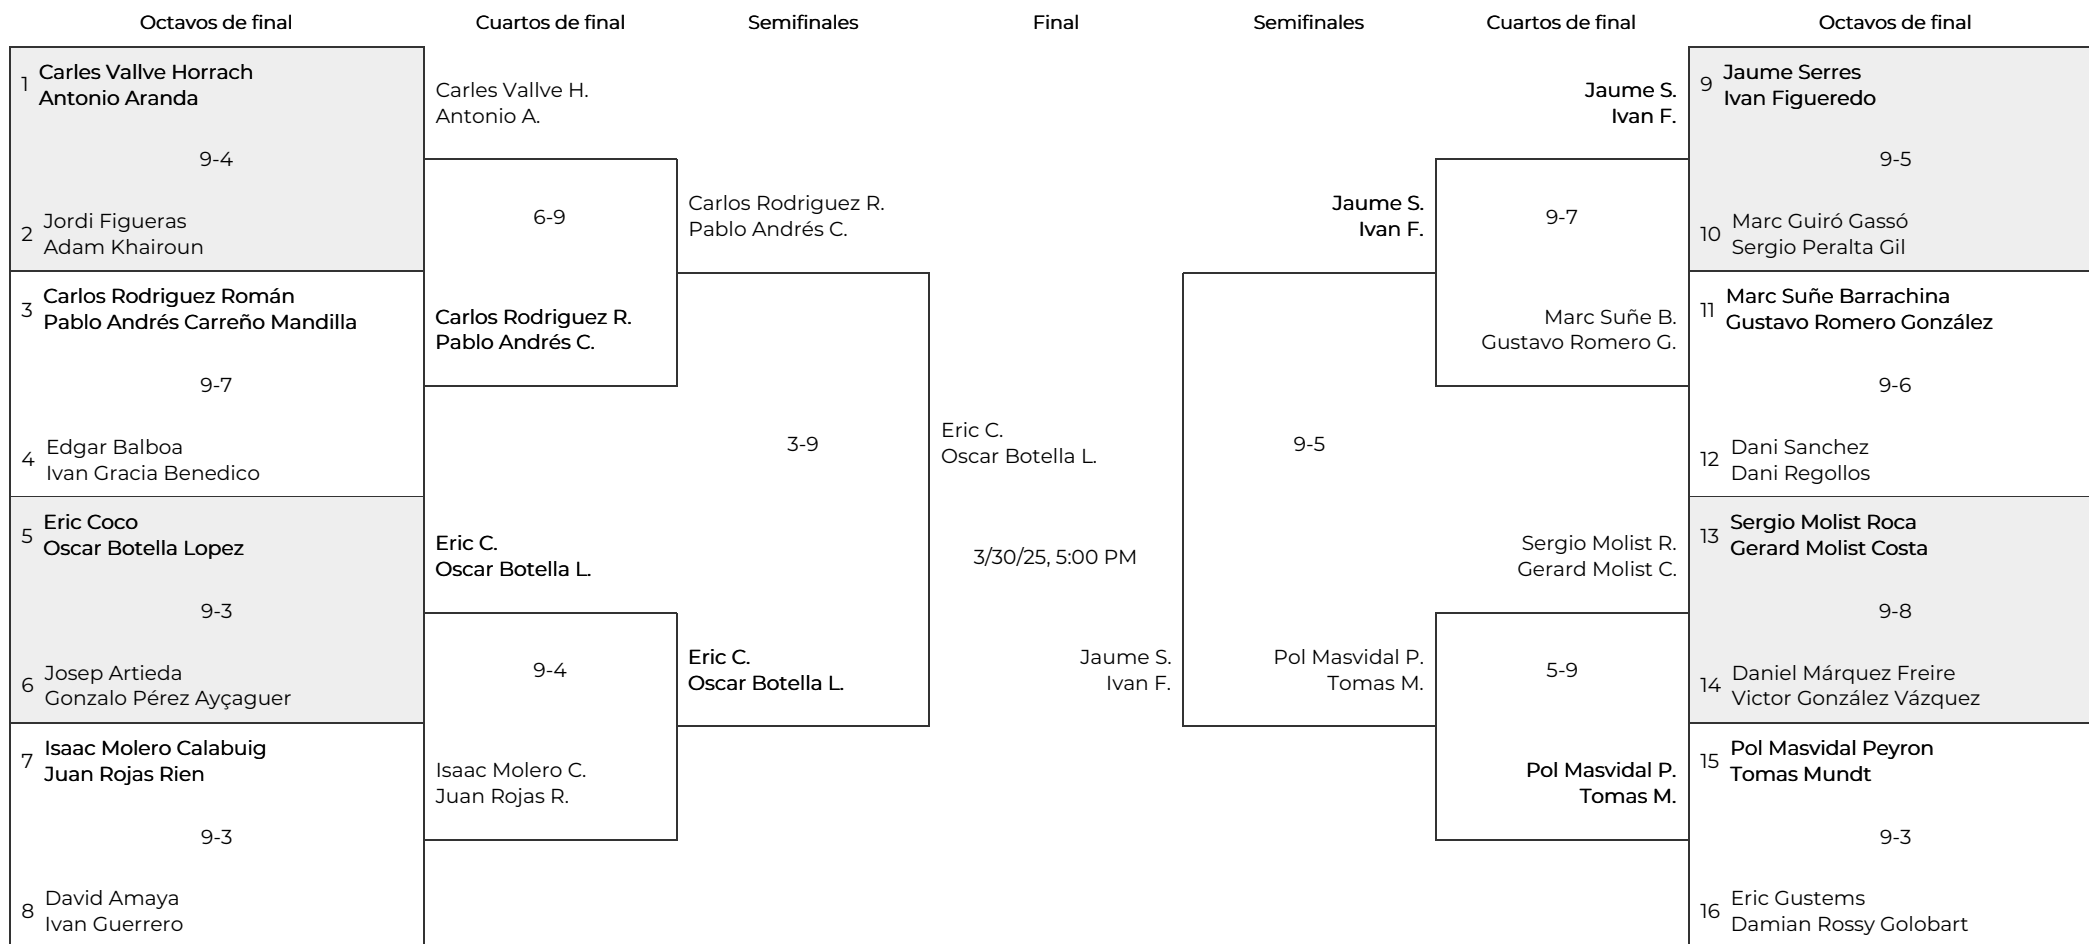 Octavos de final
Cuartos de final
Semifinales
Final
Semifinales
Cuartos de final
Octavos de final
1
Carles Vallve Horrach
Antonio Aranda
9-4
2
Jordi Figueras
Adam Khairoun
3
Carlos Rodriguez Román
Pablo Andrés Carreño Mandilla
9-7
4
Edgar Balboa
Ivan Gracia Benedico
5
Eric Coco
Oscar Botella Lopez
9-3
6
Josep Artieda
Gonzalo Pérez Ayçaguer
7
Isaac Molero Calabuig
Juan Rojas Rien
9-3
8
David Amaya
Ivan Guerrero
Carles Vallve H.
Antonio A.
6-9
Carlos Rodriguez R.
Pablo Andrés C.
Eric C.
Oscar Botella L.
9-4
Isaac Molero C.
Juan Rojas R.
Carlos Rodriguez R.
Pablo Andrés C.
3-9
Eric C.
Oscar Botella L.
Eric C.
Oscar Botella L.
3/30/25, 5:00 PM
Jaume S.
Ivan F.
Jaume S.
Ivan F.
9-5
Pol Masvidal P.
Tomas M.
Jaume S.
Ivan F.
9-7
Marc Suñe B.
Gustavo Romero G.
Sergio Molist R.
Gerard Molist C.
5-9
Pol Masvidal P.
Tomas M.
9
Jaume Serres
Ivan Figueredo
9-5
10
Marc Guiró Gassó
Sergio Peralta Gil
11
Marc Suñe Barrachina
Gustavo Romero González
9-6
12
Dani Sanchez
Dani Regollos
13
Sergio Molist Roca
Gerard Molist Costa
9-8
14
Daniel Márquez Freire
Victor González Vázquez
15
Pol Masvidal Peyron
Tomas Mundt
9-3
16
Eric Gustems
Damian Rossy Golobart